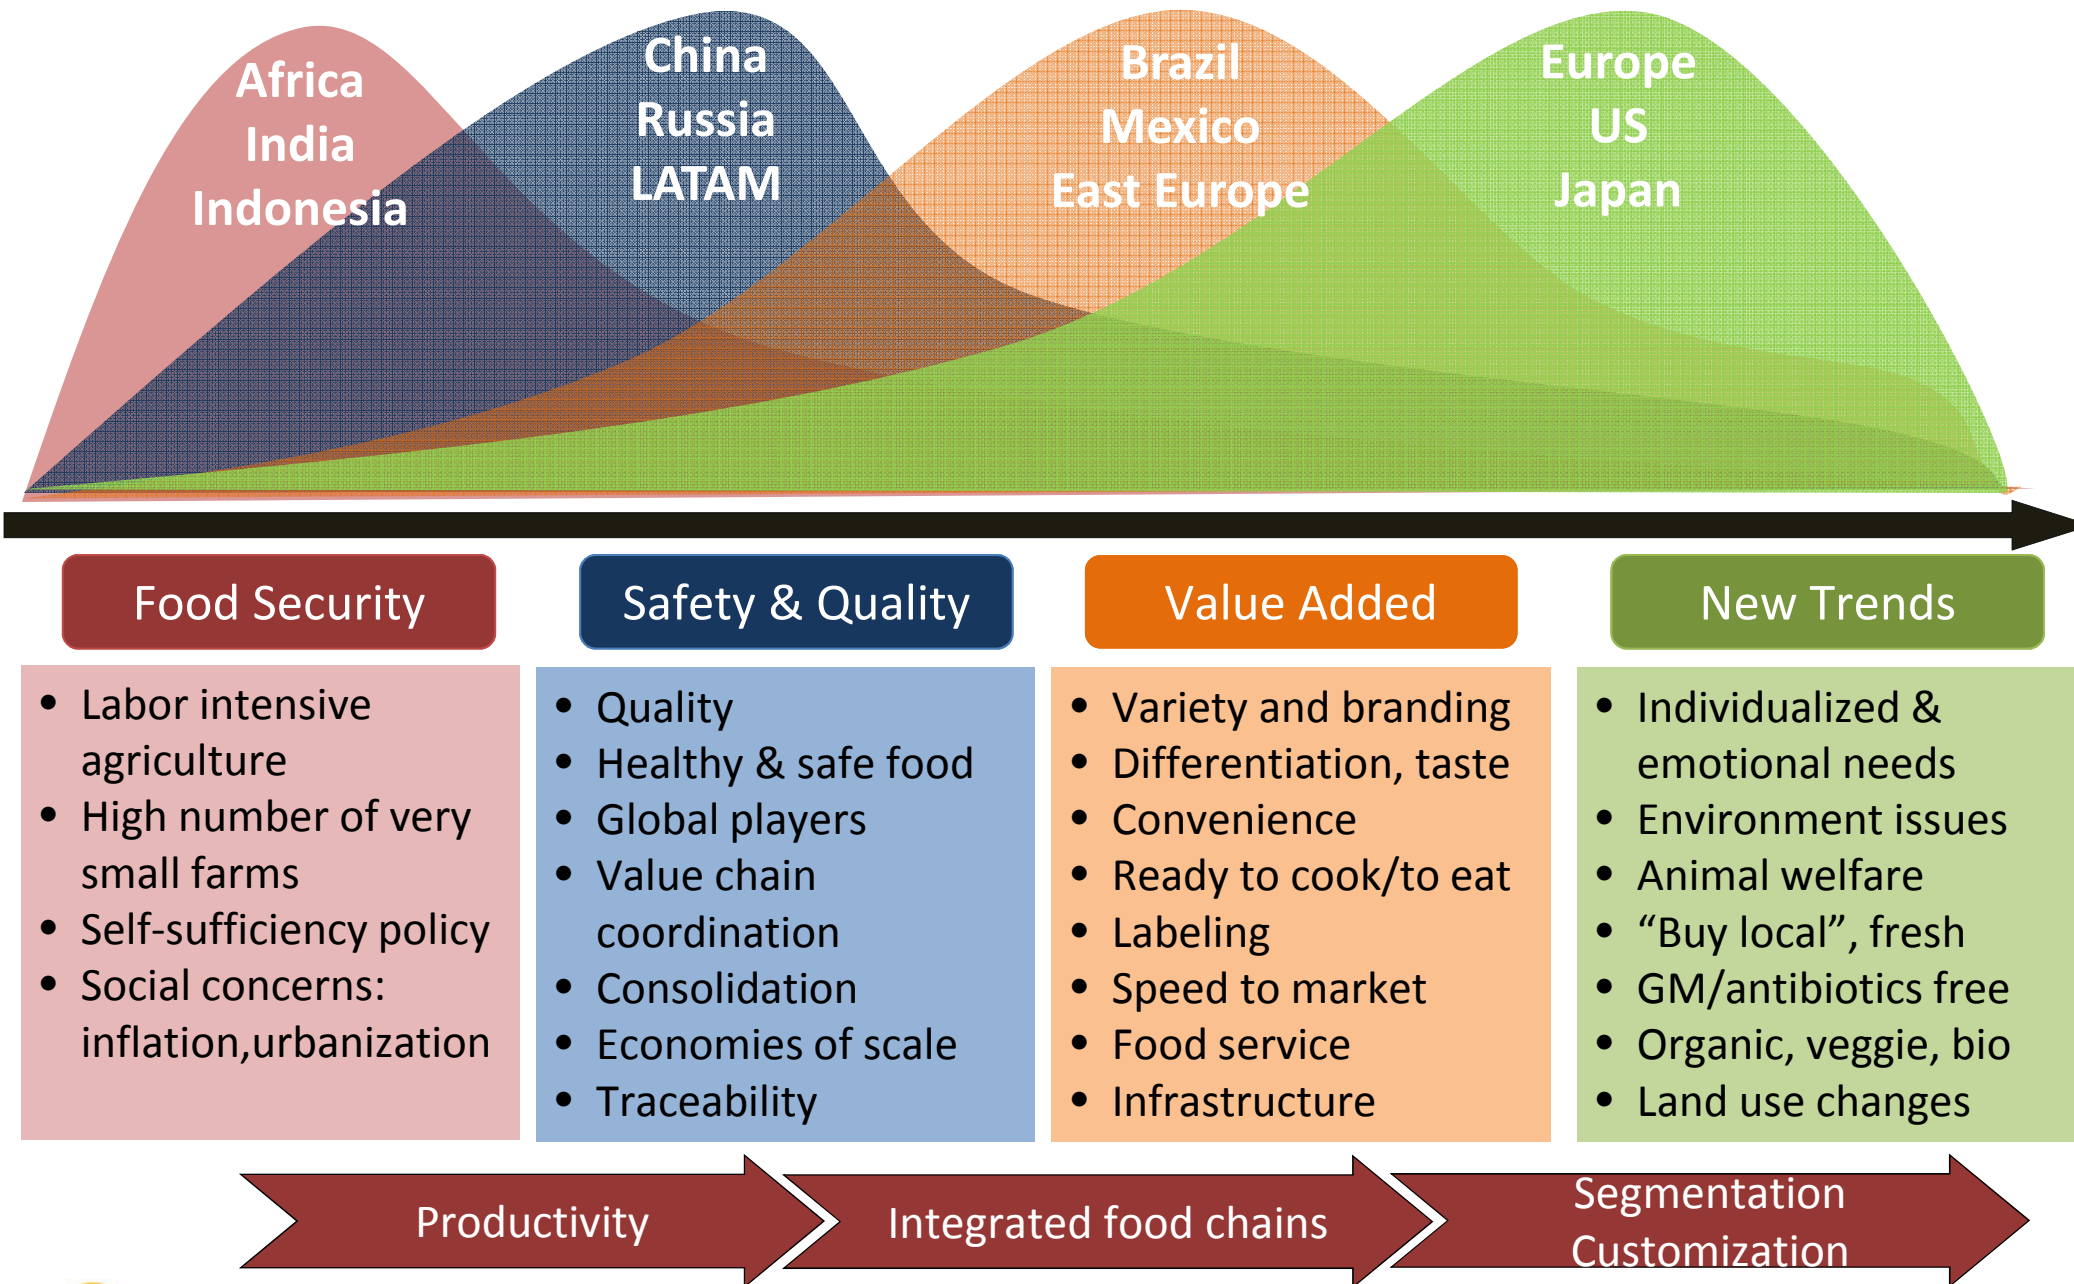 Africa
India
Indonesia
China
Russia
LATAM
Brazil
Mexico
East Europe
Europe
US
Japan
Food Security
• Labor intensive
agriculture
• High number of very
small farms
• Self-sufficiency policy
• Social concerns:
inflation,urbanization
Safety & Quality
• Quality
• Healthy & safe food
• Global players
• Value chain
coordination
• Consolidation
• Economies of scale
• Traceability
Value Added
• Variety and branding
• Differentiation, taste
• Convenience
• Ready to cook/to eat
• Labeling
• Speed to market
• Food service
• Infrastructure
New Trends
• Individualized &
emotional needs
• Environment issues
• Animal welfare
• “Buy local”, fresh
• GM/antibiotics free
• Organic, veggie, bio
• Land use changes
Productivity
Integrated food chains
Segmentation
Customization